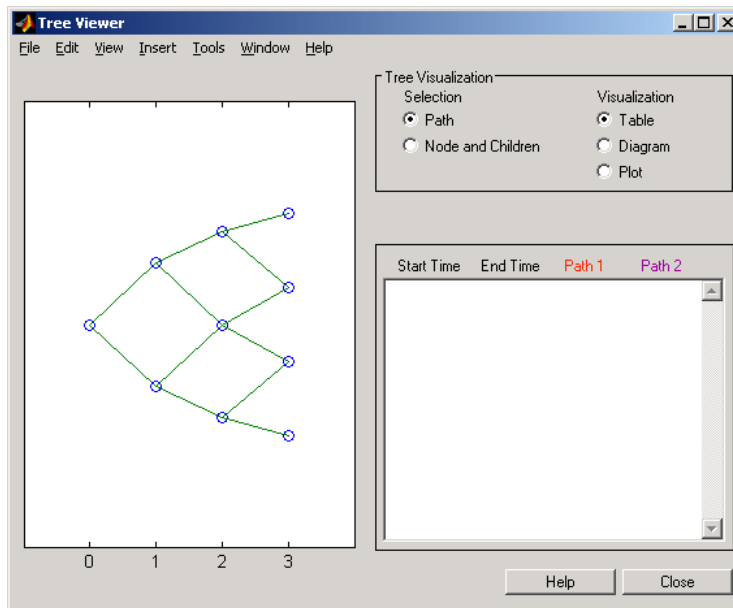 Tree Viewer
File Edit View Insert Tools Window Help
Tree Visualization
Selection Visualization
Path Table
Node and Children Diagram
Plot
Start Time End Time Path 1 Path 2
0 1 2 3
Help Close